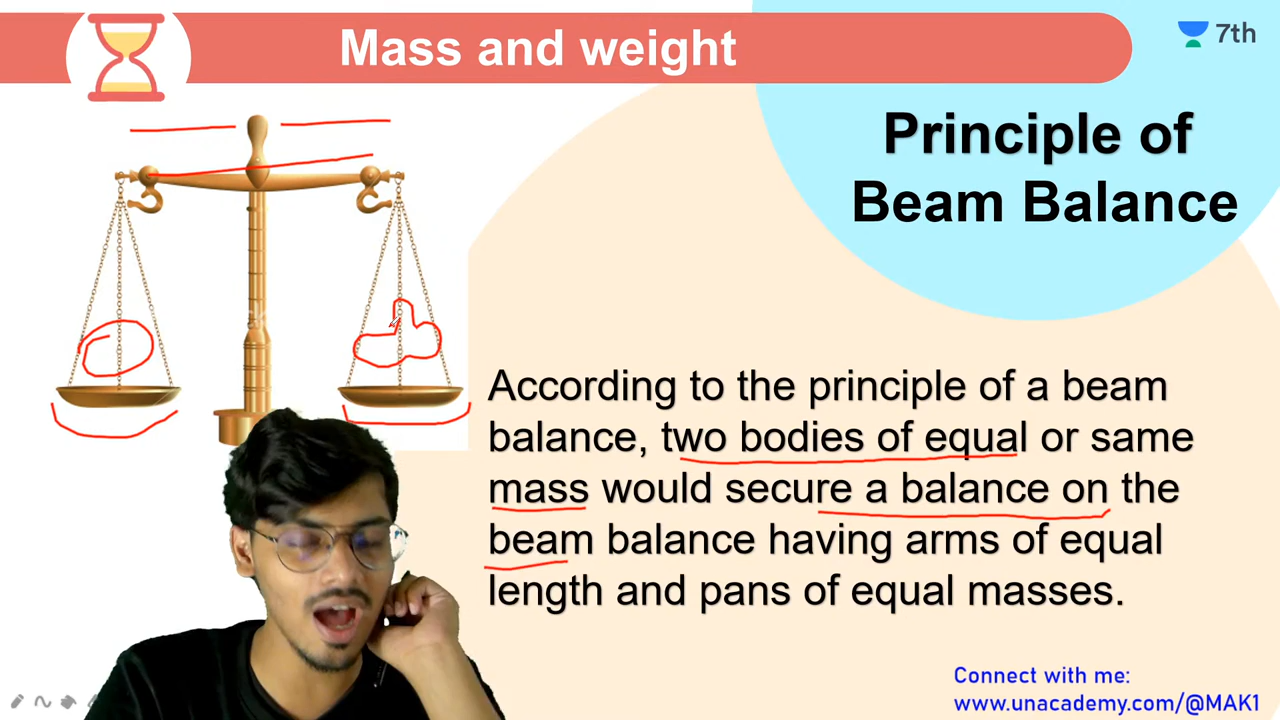 Mass and weight
7th
Principle of
Beam Balance
According to the principle of a beam
balance, two bodies of equal or same
mass would secure a balance on the
beam balance having arms of equal
length and pans of equal masses.
Connect with me:
www.unacademy.com/@MAK1